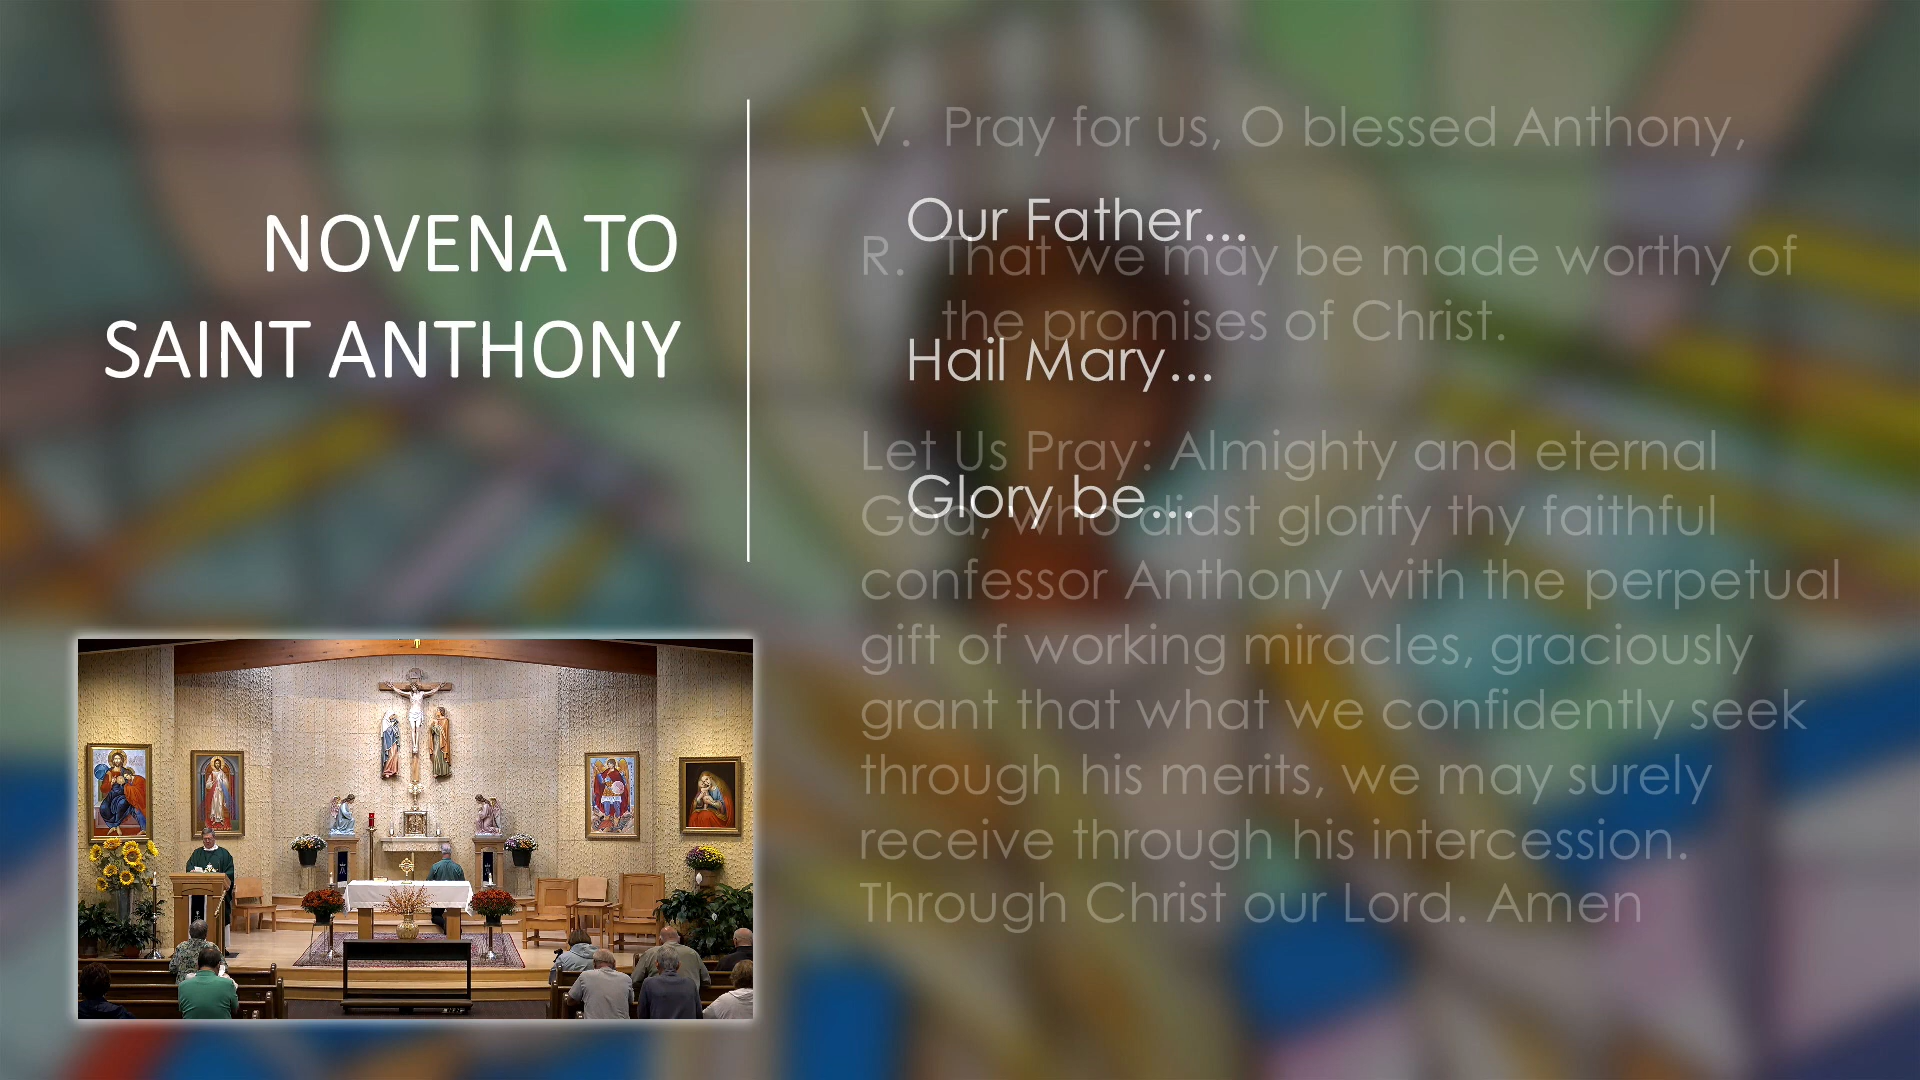 NOVENA TO
SAINT ANTHONY
V. Pray for us, O blessed Anthony,
Our Father...
R. That we may be made worthy of
the promises of Christ.
Hail Mary...
Let Us Pray: Almighty and eternal
Glory be...
God, who didst glorify thy faithful
confessor Anthony with the perpetual
gift of working miracles, graciously
grant that what we confidently seek
through his merits, we may surely
receive through his intercession.
Through Christ our Lord. Amen